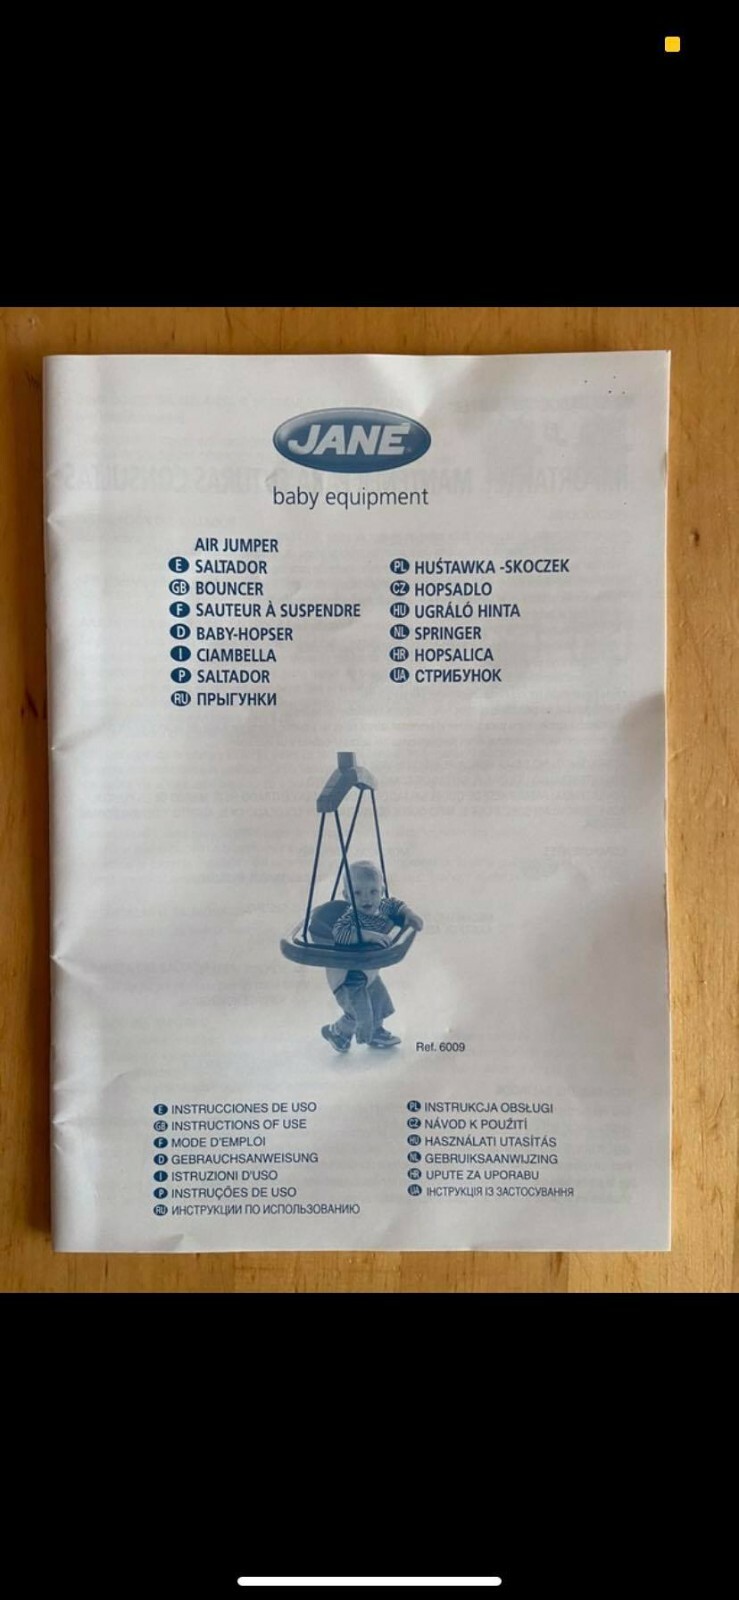 JANÉ
baby equipment
AIR JUMPER
E SALTADOR
GB BOUNCER
F SAUTEUR À SUSPENDRE
D BABY-HOPSER
I CIAMBELLA
P SALTADOR
RU ПРЫГУНКИ
PL HUŚTAWKA -SKOCZEK
CZ HOPSADLO
HU UGRÁLÓ HINTA
NL SPRINGER
HR HOPSALICA
UA СТРИБУНОК
Ref. 6009
E INSTRUCCIONES DE USO
GB INSTRUCTIONS OF USE
F MODE D'EMPLOI
D GEBRAUCHSANWEISUNG
I ISTRUZIONI D'USO
P INSTRUÇÕES DE USO
RU ИНСТРУКЦИИ ПО ИСПОЛЬЗОВАНИЮ
PL INSTRUKCJA OBSŁUGI
CZ NÁVOD K POUŽITÍ
HU HASZNÁLATI UTASÍTÁS
NL GEBRUIKSAANWIJZING
HR UPUTE ZA UPORABU
UA ІНСТРУКЦІЯ ІЗ ЗАСТОСУВАННЯ